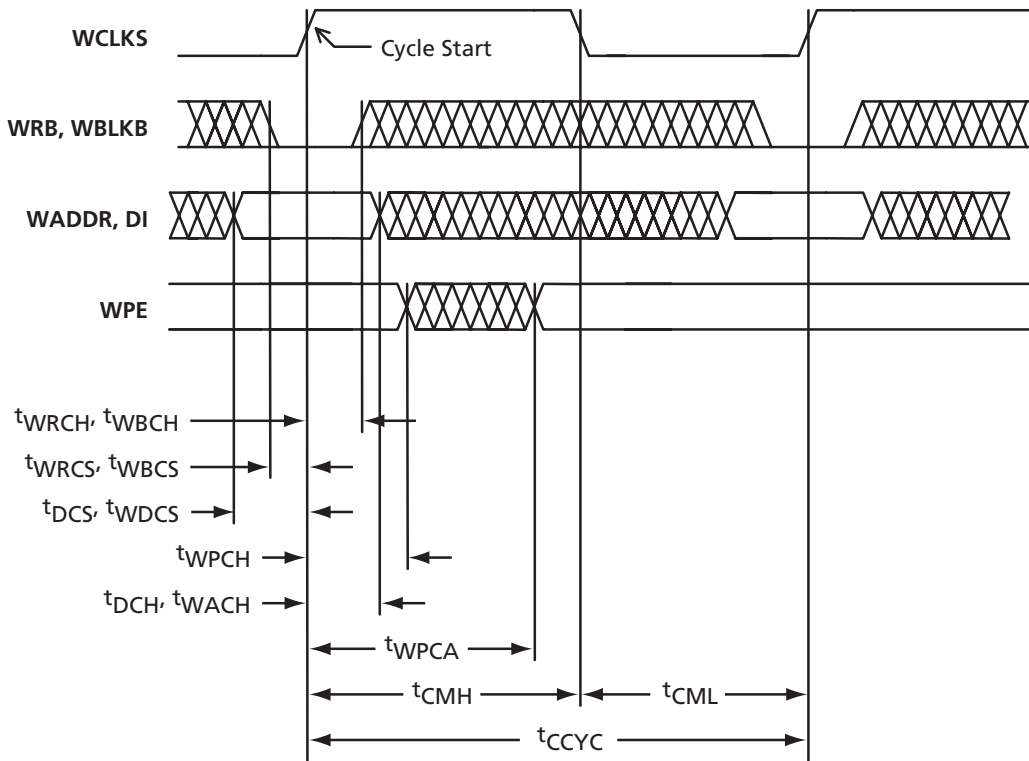 WCLKS
Cycle Start
WRB, WBLKB
WADDR, DI
WPE
tWRCH, tWBCH
tWRCS, tWBCS
tDCS, tWDCS
tWPCH
tDCH, tWACH
tWPCA
tCMH
tCML
tCCYC